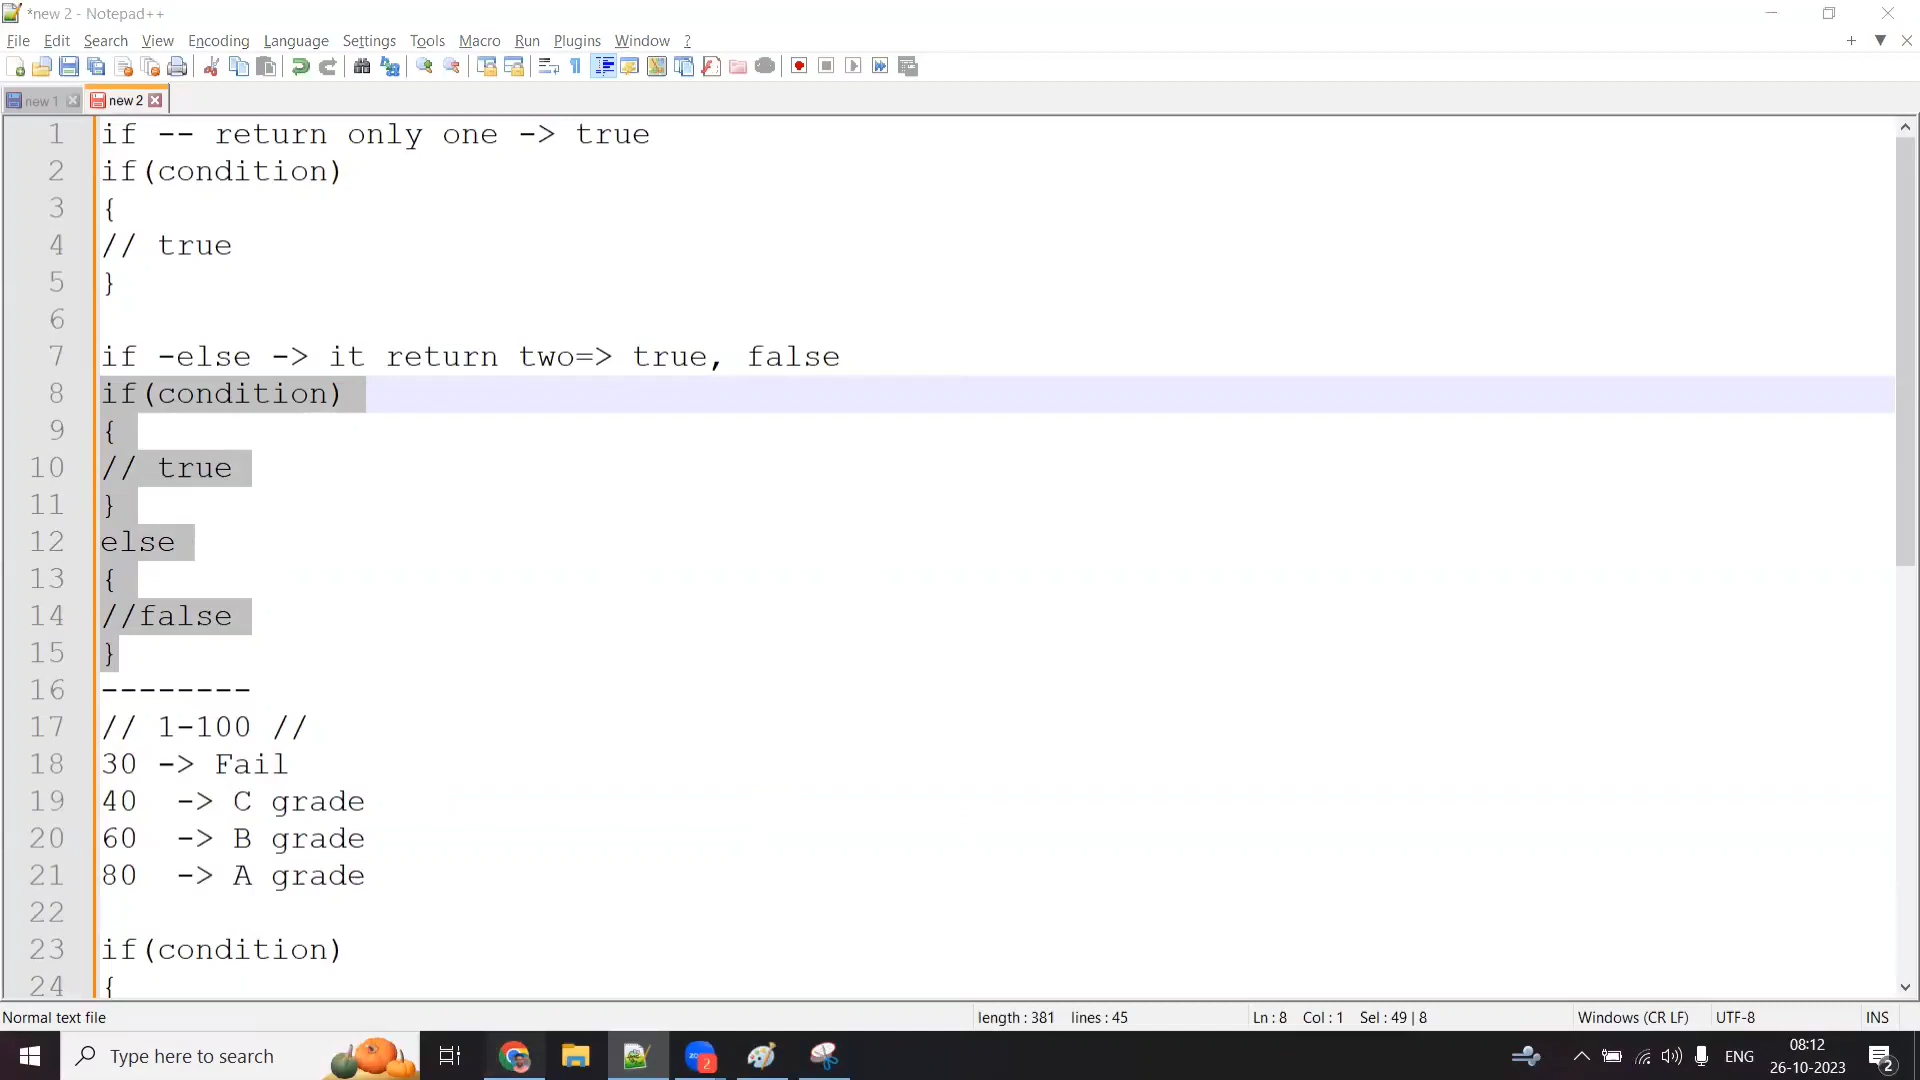 *new 2 - Notepad++
File Edit Search View Encoding Language Settings Tools Macro Run Plugins Window ?
new 1 new 2
1 if -- return only one -> true
2 if(condition)
3 {
4 // true
5 }
6
7 if -else -> it return two=> true, false
8 if(condition)
9 {
10 // true
11 }
12 else
13 {
14 //false
15 }
16 --------
17 // 1-100 //
18 30 -> Fail
19 40  -> C grade
20 60  -> B grade
21 80  -> A grade
22
23 if(condition)
24 {
Normal text file length : 381 lines : 45 Ln : 8 Col : 1 Sel : 49 | 8 Windows (CR LF) UTF-8 INS
Type here to search 2 ENG 08:12
26-10-2023 2